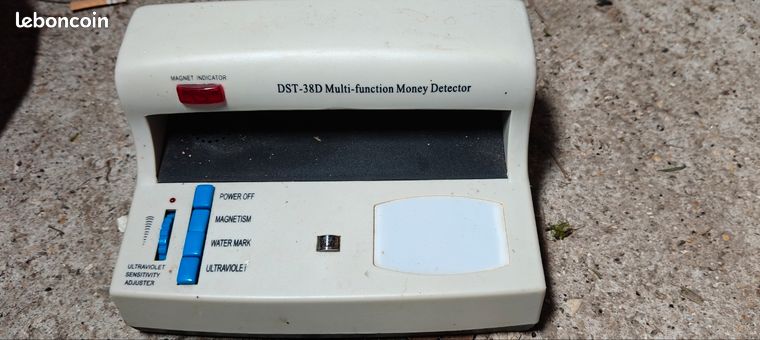 leboncoin
MAGNET INDICATOR
DST-38D Multi-function Money Detector
POWER OFF
MAGNETISM
WATER MARK
ULTRAVIOLET
ULTRAVIOLET
SENSITIVITY
ADJUSTER